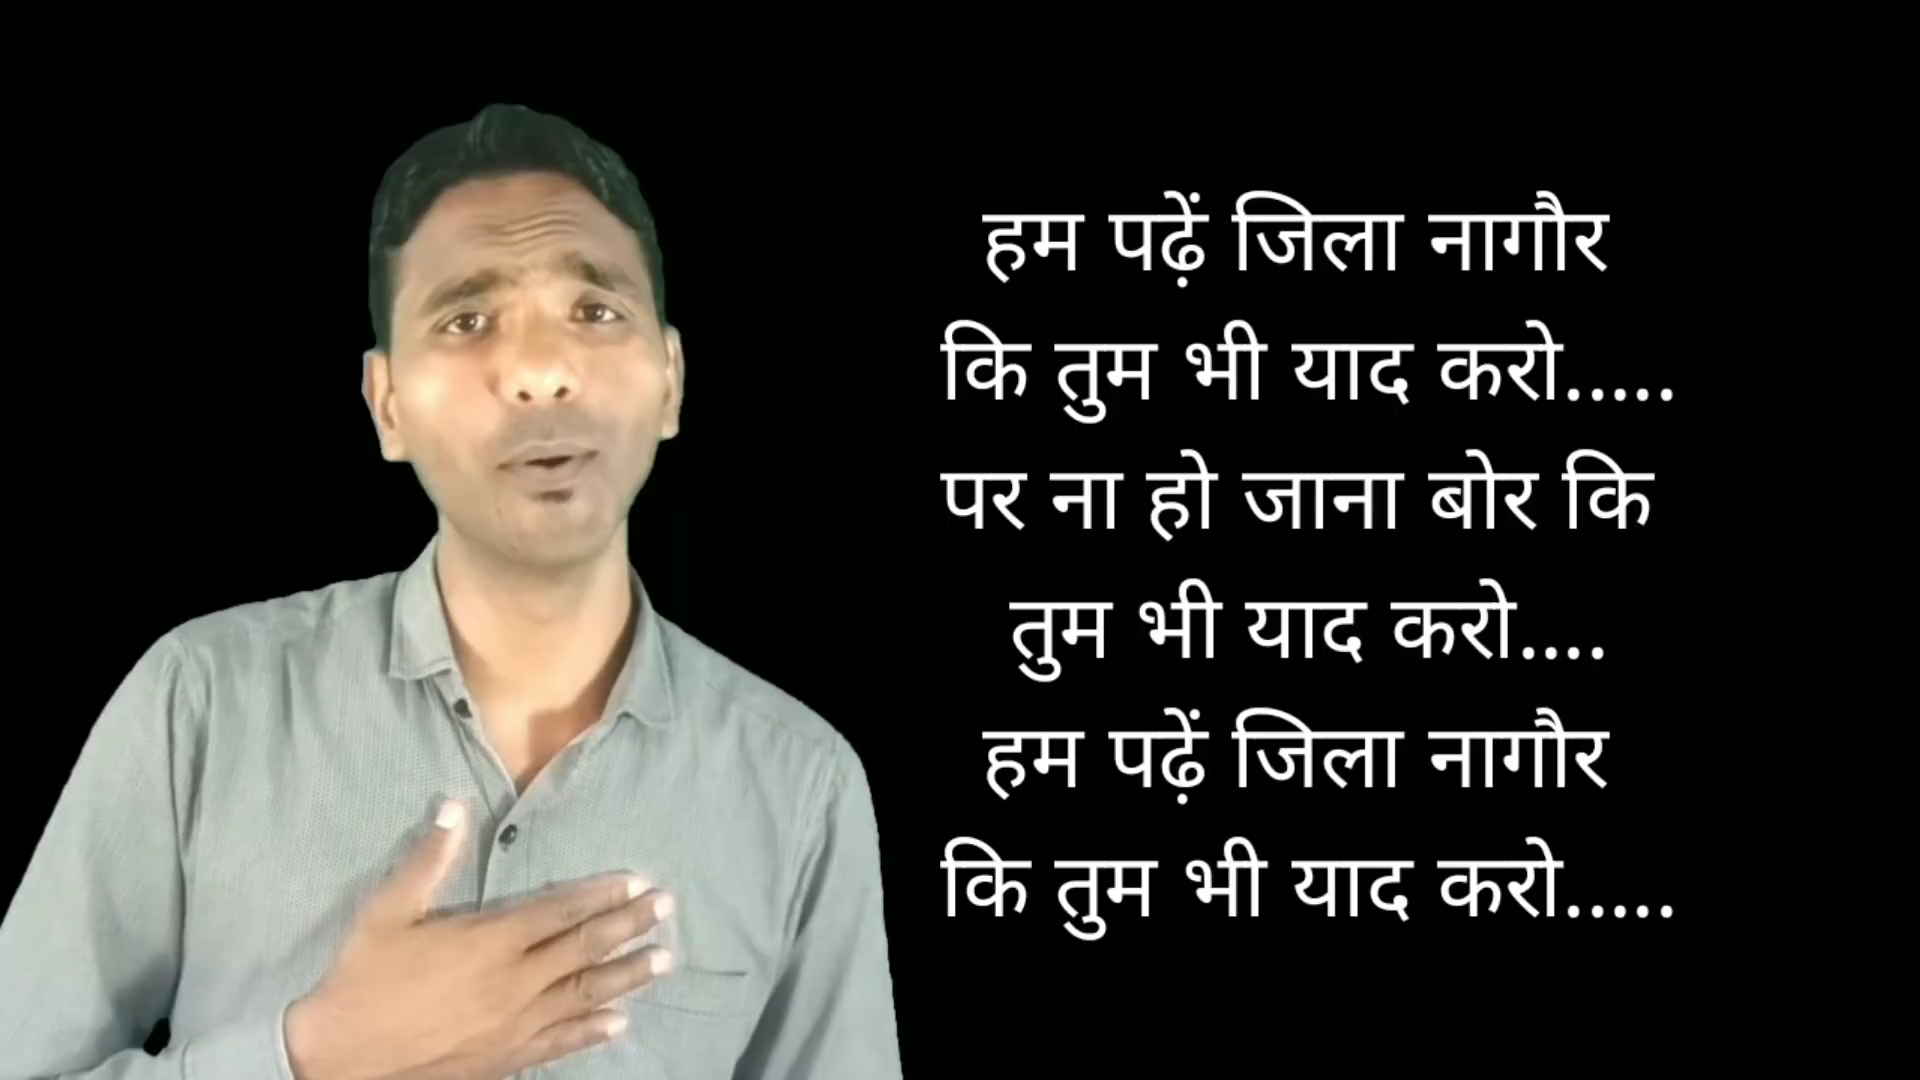 हम पढ़ें जिला नागौर
कि तुम भी याद करो.....
पर ना हो जाना बोर कि
तुम भी याद करो....
हम पढ़ें जिला नागौर
कि तुम भी याद करो.....